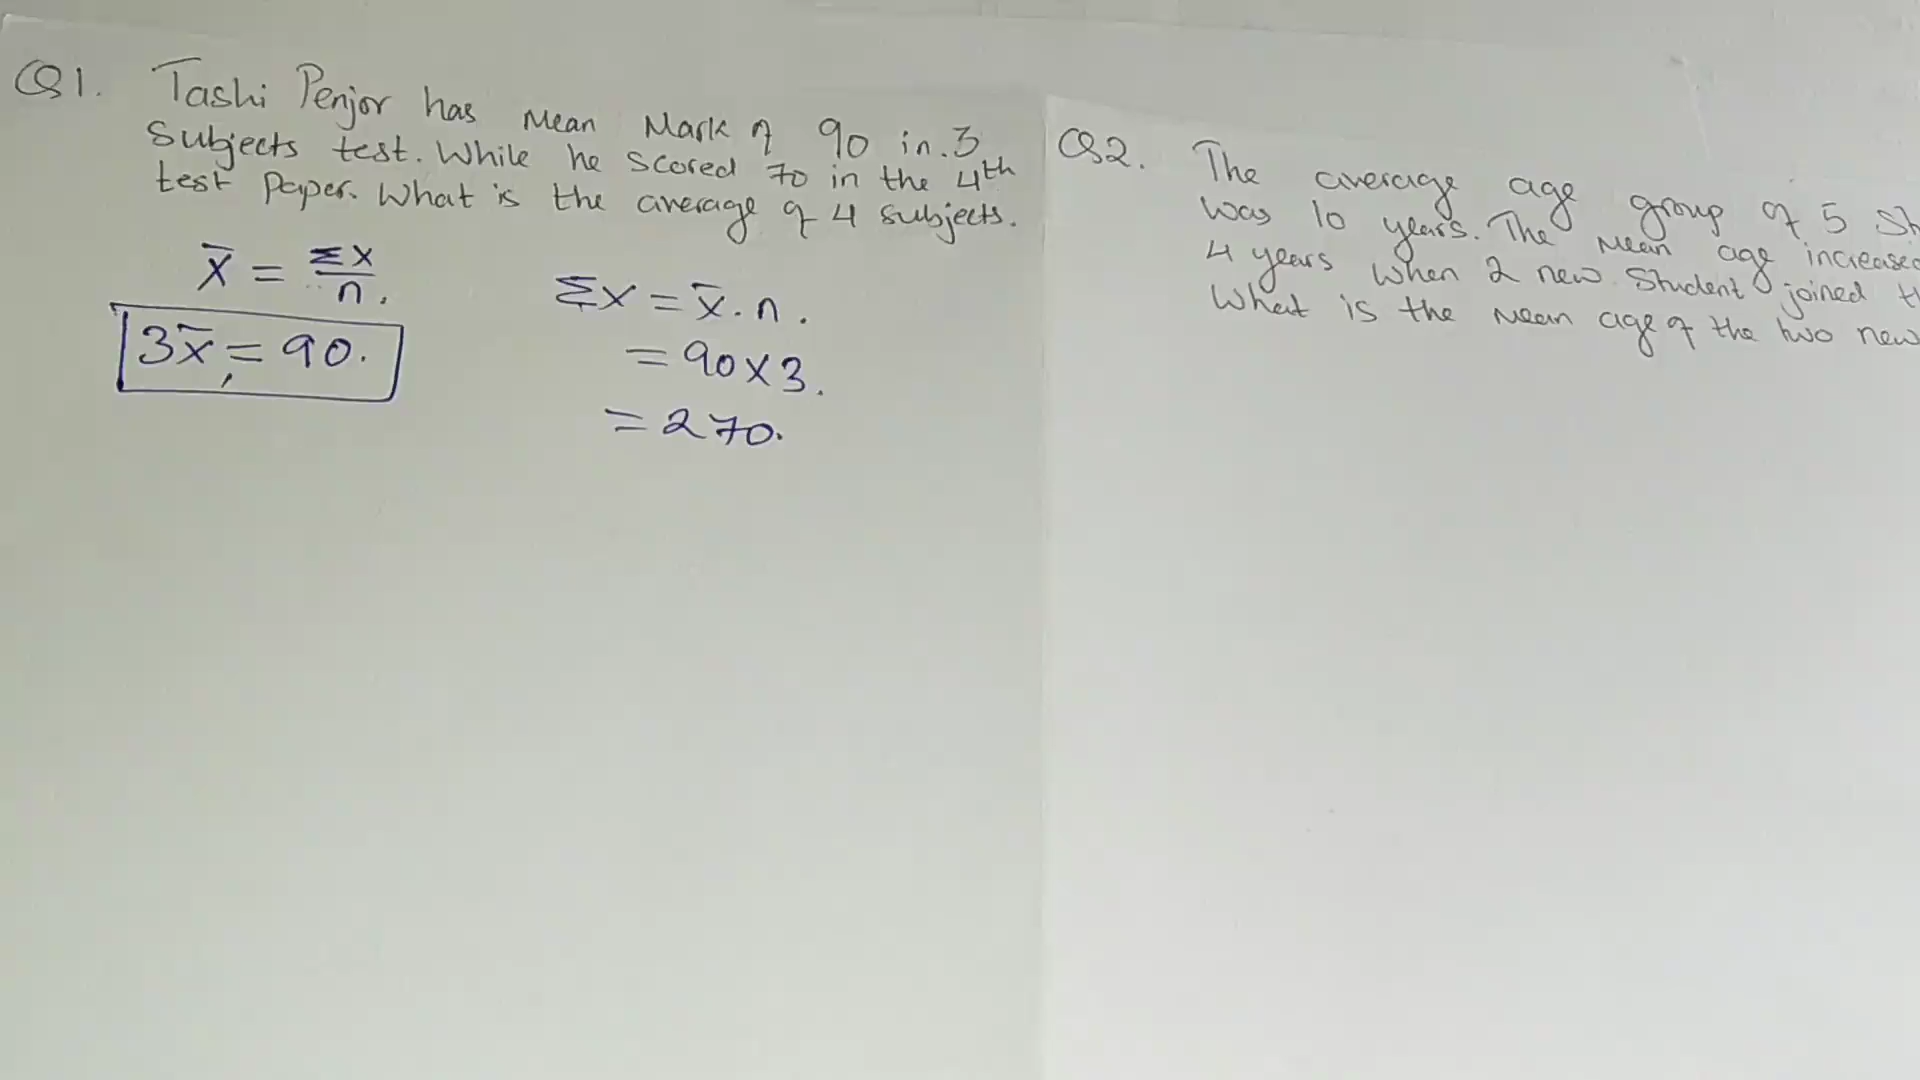 Q1. Tashi Penjor has Mean Mark of 90 in 3
Subjects test. While he scored 70 in the 4th
test paper. What is the average of 4 subjects.
x̄ = Σx/n.
3x̄ = 90.
Σx = x̄ . n.
= 90 x 3.
= 270.
Q2. The average age group of 5
was 10 years. The Mean age increased
4 years when 2 new Student joined
What is the mean age of the two new